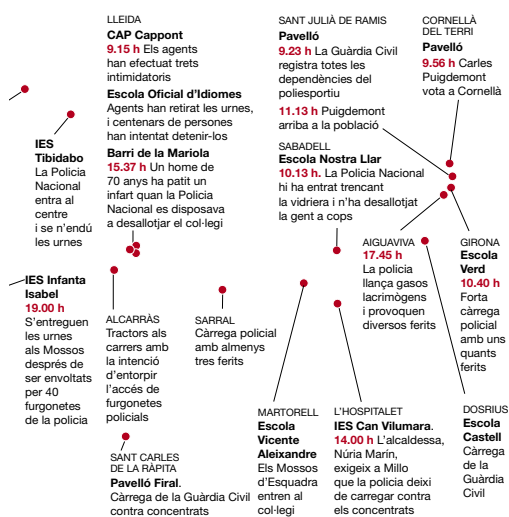 LLEIDA
CAP Cappont
9.15 h Els agents
han efectuat trets
intimidatoris
Escola Oficial d'Idiomes
Agents han retirat les urnes,
i centenars de persones
han intentat detenir-los
Barri de la Mariola
15.37 h Un home de
70 anys ha patit un
infart quan la Policia
Nacional es disposava
a desallotjar el col·legi
SANT JULIÀ DE RAMIS
Pavelló
9.23 h La Guàrdia Civil
registra totes les
dependències del
poliesportiu
11.13 h Puigdemont
arriba a la població
CORNELLÀ
DEL TERRI
Pavelló
9.56 h Carles
Puigdemont
vota a Cornellà
IES
Tibidabo
La Policia
Nacional
entra al
centre
i se n'endú
les urnes
SABADELL
Escola Nostra Llar
10.13 h. La Policia Nacional
hi ha entrat trencant
la vidriera i n'ha desallotjat
la gent a cops
AIGUAVIVA
17.45 h
La policia
llança gasos
lacrimògens
i provoquen
diversos ferits
GIRONA
Escola
Verd
10.40 h
Forta
càrrega
policial
amb uns
quants
ferits
IES Infanta
Isabel
19.00 h
S'entreguen
les urnes
als Mossos
després de
ser envoltats
per 40
furgonetes
de la policia
ALCARRÀS
Tractors als
carrers amb
la intenció
d'entorpir
l'accés de
furgonetes
policials
SARRAL
Càrrega policial
amb almenys
tres ferits
MARTORELL
Escola
Vicente
Aleixandre
Els Mossos
d'Esquadra
entren al
col·legi
L'HOSPITALET
IES Can Vilumara.
14.00 h L'alcaldessa,
Núria Marín,
exigeix a Millo
que la policia deixi
de carregar contra
els concentrats
DOSRIUS
Escola
Castell
Càrrega
de la
Guàrdia
Civil
SANT CARLES
DE LA RÀPITA
Pavelló Firal.
Càrrega de la Guàrdia Civil
contra concentrats